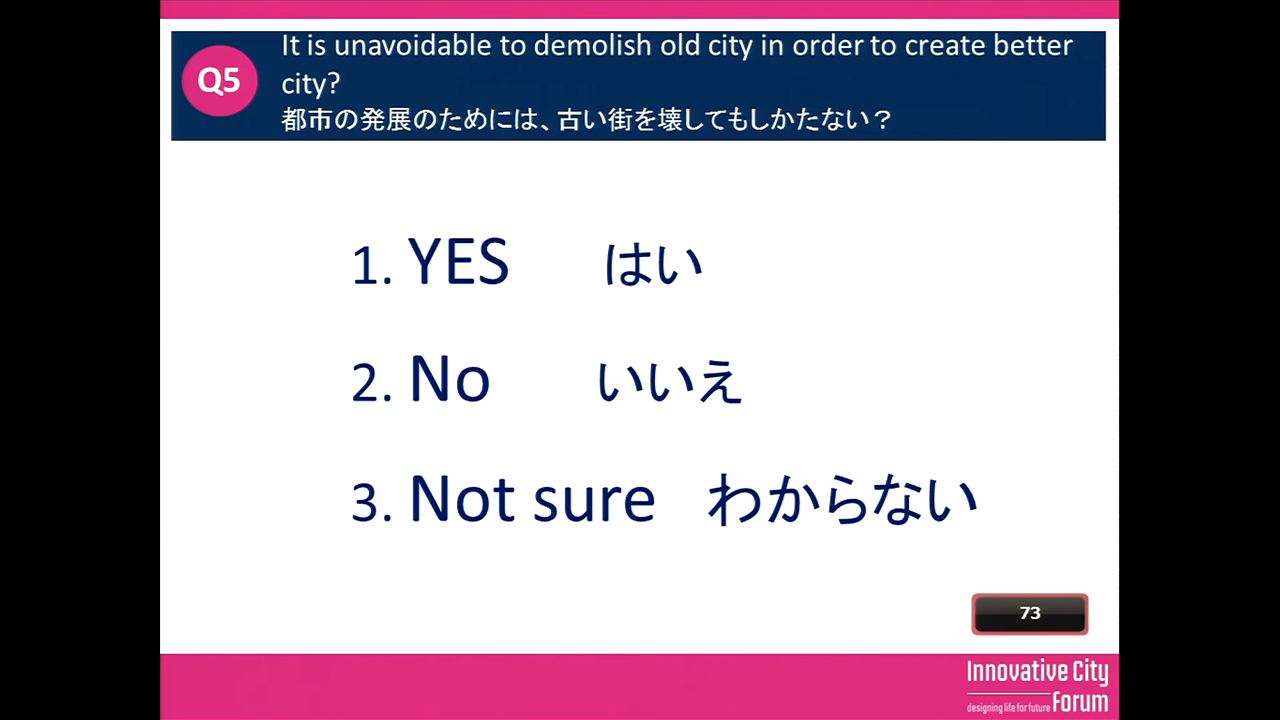 Q5
It is unavoidable to demolish old city in order to create better
city?
都市の発展のためには、古い街を壊してもしかたない？
1. YES はい
2. No いいえ
3. Not sure わからない
73
Innovative City
designing life for future Forum